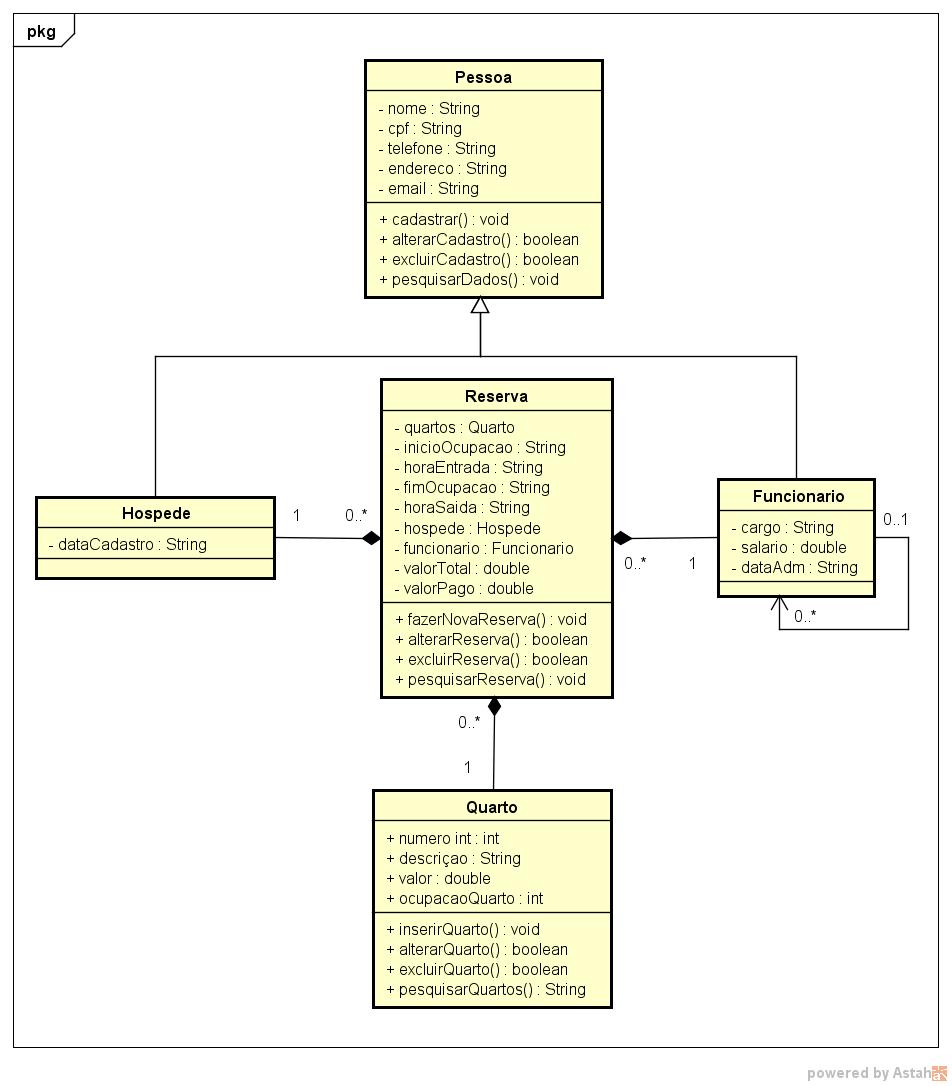 pkg
Pessoa
- nome : String
- cpf : String
- telefone : String
- endereco : String
- email : String
+ cadastrar() : void
+ alterarCadastro() : boolean
+ excluirCadastro() : boolean
+ pesquisarDados() : void
Reserva
- quartos : Quarto
- inicioOcupacao : String
- horaEntrada : String
- fimOcupacao : String
- horaSaida : String
- hospede : Hospede
- funcionario : Funcionario
- valorTotal : double
- valorPago : double
+ fazerNovaReserva() : void
+ alterarReserva() : boolean
+ excluirReserva() : boolean
+ pesquisarReserva() : void
Hospede
- dataCadastro : String
1
0..*
Funcionario
- cargo : String
- salario : double
- dataAdm : String
0..1
0..*
1
0..*
0..*
1
Quarto
+ numero int : int
+ descriçao : String
+ valor : double
+ ocupacaoQuarto : int
+ inserirQuarto() : void
+ alterarQuarto() : boolean
+ excluirQuarto() : boolean
+ pesquisarQuartos() : String
powered by Astah